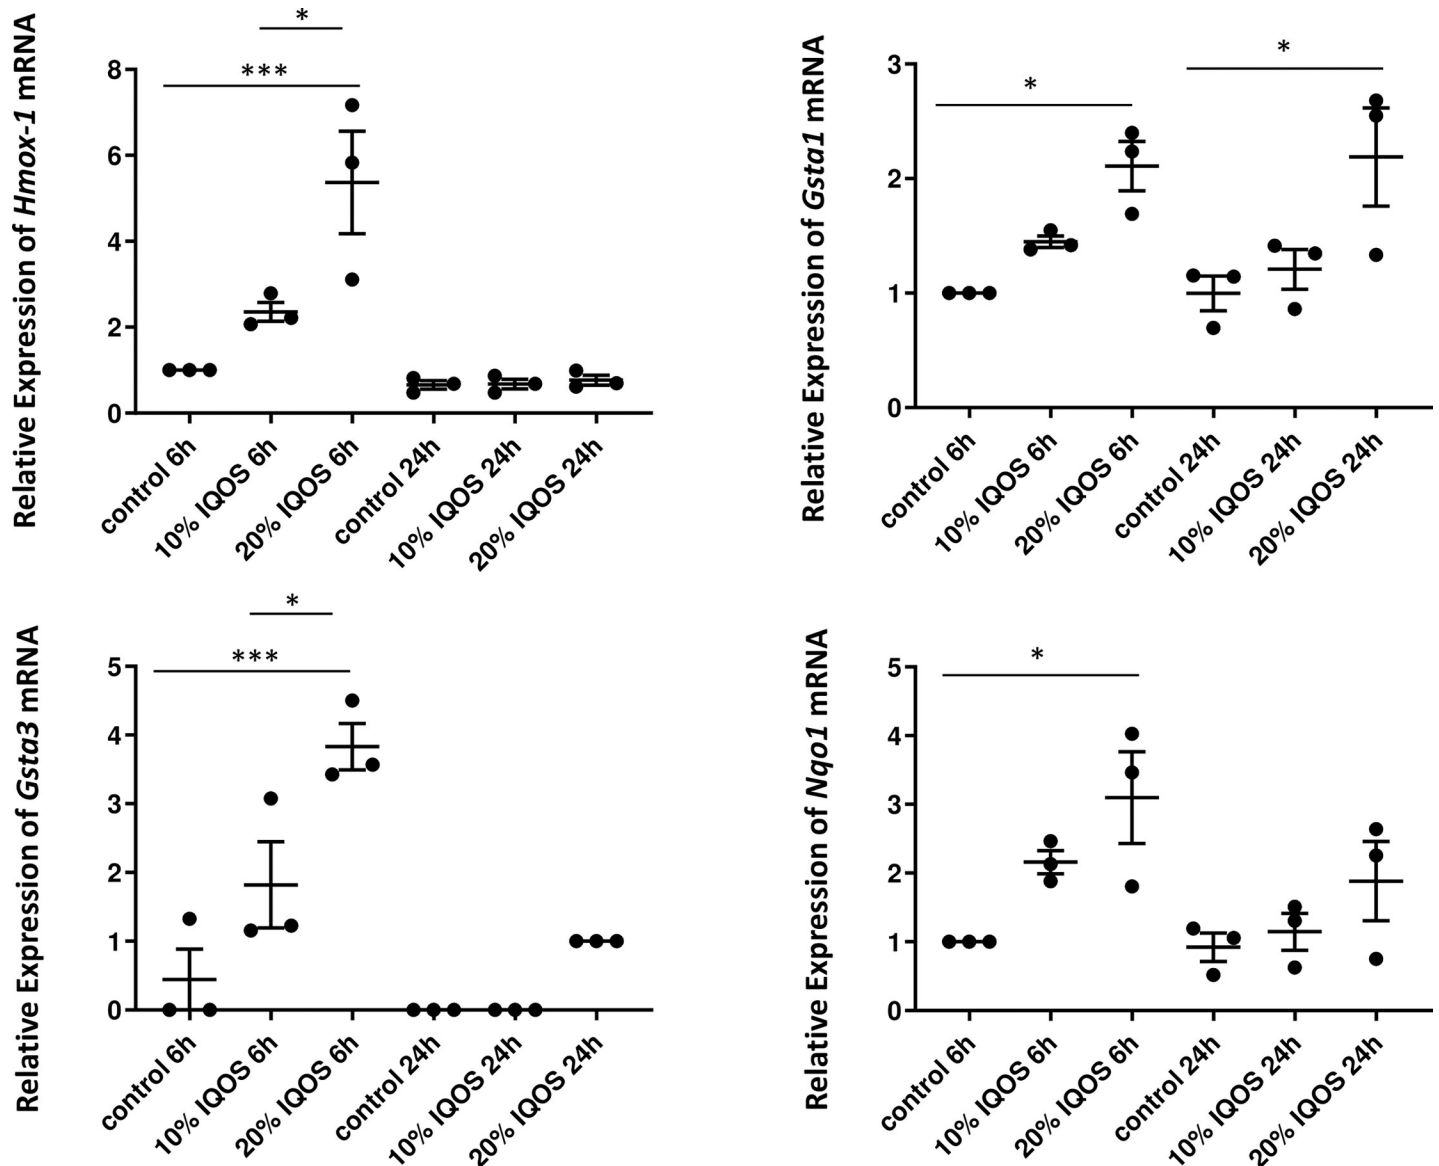 Relative Expression of Hmox-1 mRNA
*
***
8
6
4
2
0
control 6h
10% IQOS 6h
20% IQOS 6h
control 24h
10% IQOS 24h
20% IQOS 24h
Relative Expression of Gsta1 mRNA
*
*
3
2
1
0
control 6h
10% IQOS 6h
20% IQOS 6h
control 24h
10% IQOS 24h
20% IQOS 24h
Relative Expression of Gsta3 mRNA
*
***
5
4
3
2
1
0
control 6h
10% IQOS 6h
20% IQOS 6h
control 24h
10% IQOS 24h
20% IQOS 24h
Relative Expression of Nqo1 mRNA
*
5
4
3
2
1
0
control 6h
10% IQOS 6h
20% IQOS 6h
control 24h
10% IQOS 24h
20% IQOS 24h